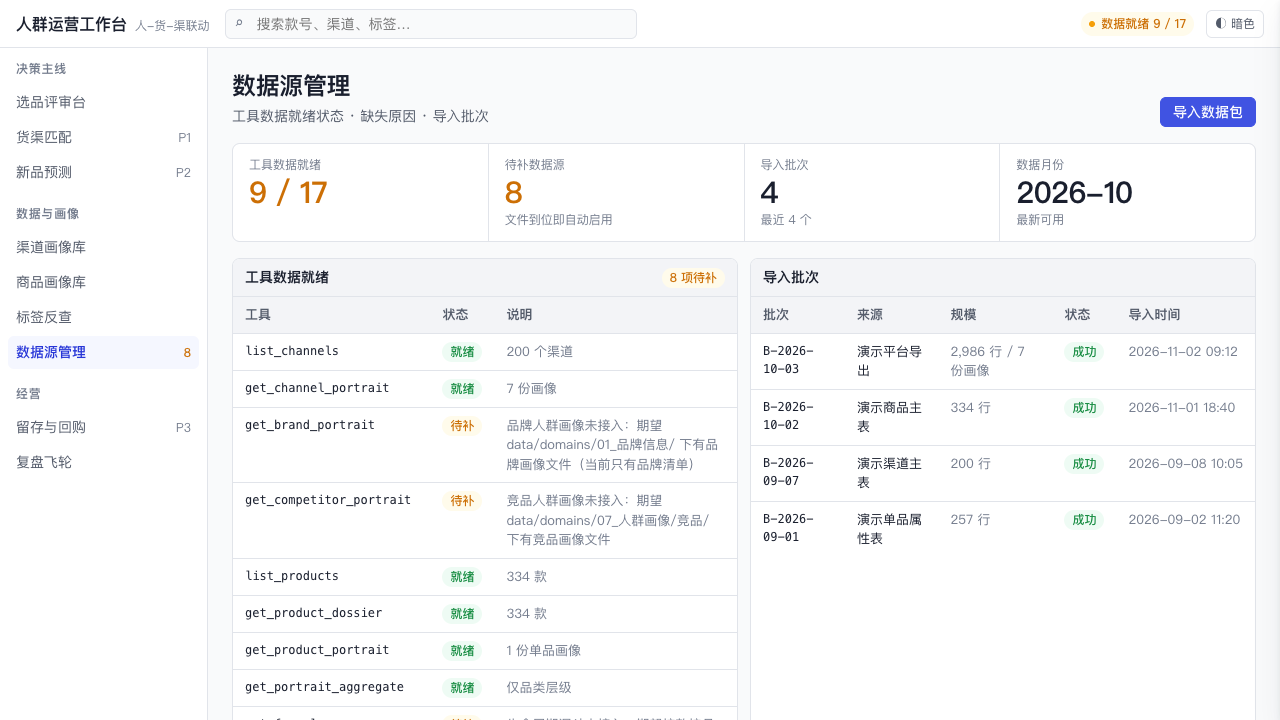 人群运营工作台 人–货–渠联动
搜索款号、渠道、标签…
数据就绪 9 / 17
暗色
决策主线
选品评审台
货渠匹配 P1
新品预测 P2
数据与画像
渠道画像库
商品画像库
标签反查
数据源管理 8
经营
留存与回购 P3
复盘飞轮
数据源管理
工具数据就绪状态 · 缺失原因 · 导入批次
导入数据包
工具数据就绪
9 / 17
待补数据源
8
文件到位即自动启用
导入批次
4
最近 4 个
数据月份
2026–10
最新可用
工具数据就绪 8 项待补
工具 状态 说明
list_channels 就绪 200 个渠道
get_channel_portrait 就绪 7 份画像
get_brand_portrait 待补 品牌人群画像未接入：期望
data/domains/01_品牌信息/ 下有品
牌画像文件（当前只有品牌清单）
get_competitor_portrait 待补 竞品人群画像未接入：期望
data/domains/07_人群画像/竞品/
下有竞品画像文件
list_products 就绪 334 款
get_product_dossier 就绪 334 款
get_product_portrait 就绪 1 份单品画像
get_portrait_aggregate 就绪 仅品类层级
导入批次
批次 来源 规模 状态 导入时间
B-2026-
10-03 演示平台导
出 2,986 行 / 7
份画像 成功 2026–11–02 09:12
B-2026-
10-02 演示商品主
表 334 行 成功 2026–11–01 18:40
B-2026-
09-07 演示渠道主
表 200 行 成功 2026–09–08 10:05
B-2026-
09-01 演示单品属
性表 257 行 成功 2026–09–02 11:20